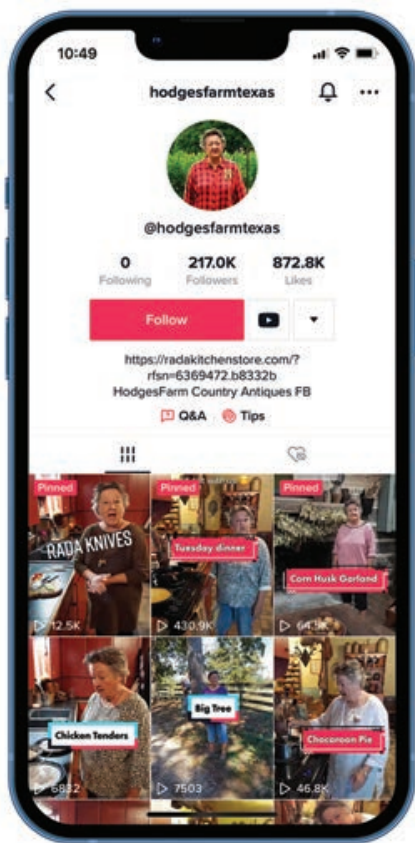 10:49
hodgesfarmtexas
@hodgesfarmtexas
0 217.0K 872.8K
Following Followers Likes
Follow
https://radakitchenstore.com/?
rfsn=6369472.b8332b
HodgesFarm Country Antiques FB
Q&A Tips
Pinned Pinned Pinned
RADA KNIVES
Tuesday dinner
Corn Husk Garland
12.5K 430.9K
Chicken Tenders
Big Tree
Chocaroon Pie
6832 7503 46.8K